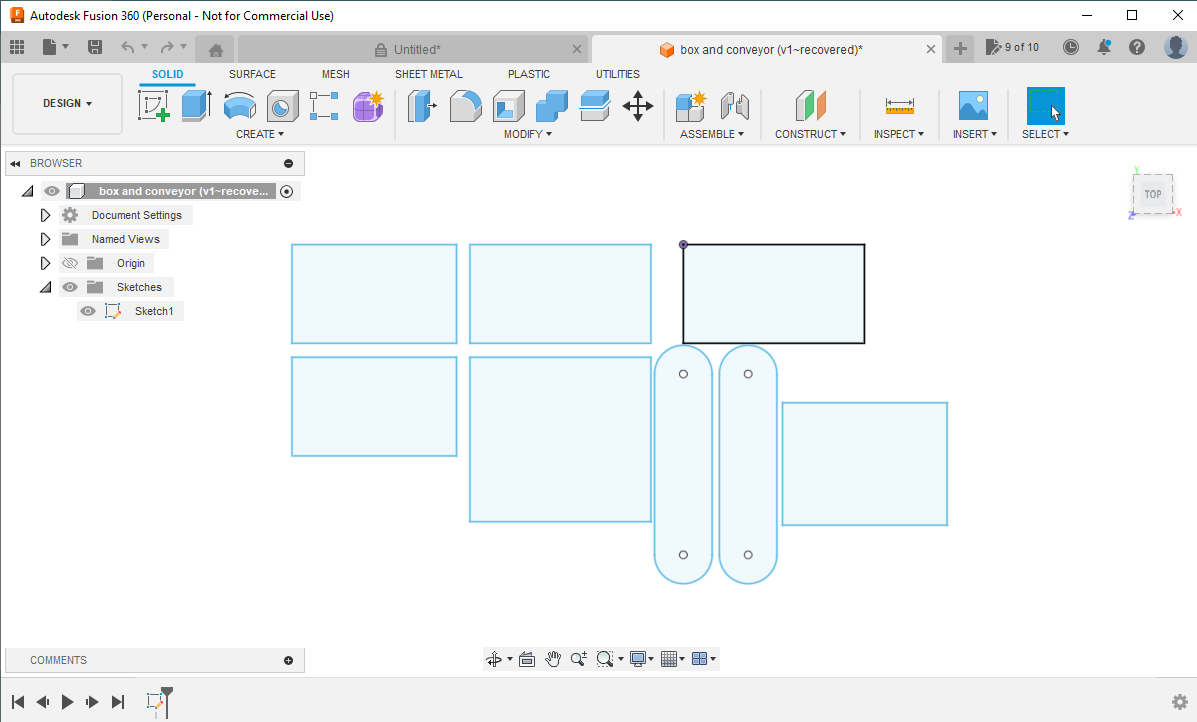 Autodesk Fusion 360 (Personal - Not for Commercial Use)
Untitled*
box and conveyor (v1~recovered)*
9 of 10
SOLID
SURFACE
MESH
SHEET METAL
PLASTIC
UTILITIES
DESIGN
CREATE
MODIFY
ASSEMBLE
CONSTRUCT
INSPECT
INSERT
SELECT
BROWSER
box and conveyor (v1~recove...
Document Settings
Named Views
Origin
Sketches
Sketch1
Y
TOP
X
Z
COMMENTS